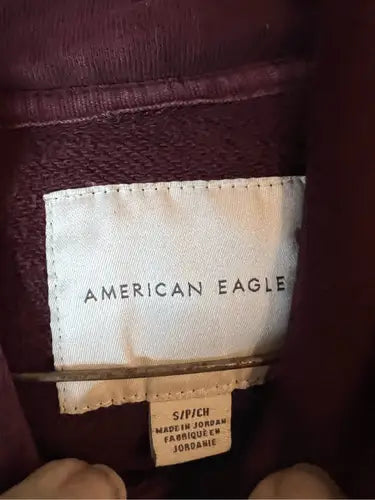 AMERICAN EAGLE
S/P/CH
MADE IN JORDAN
FABRIQUÉ EN
JORDANIE